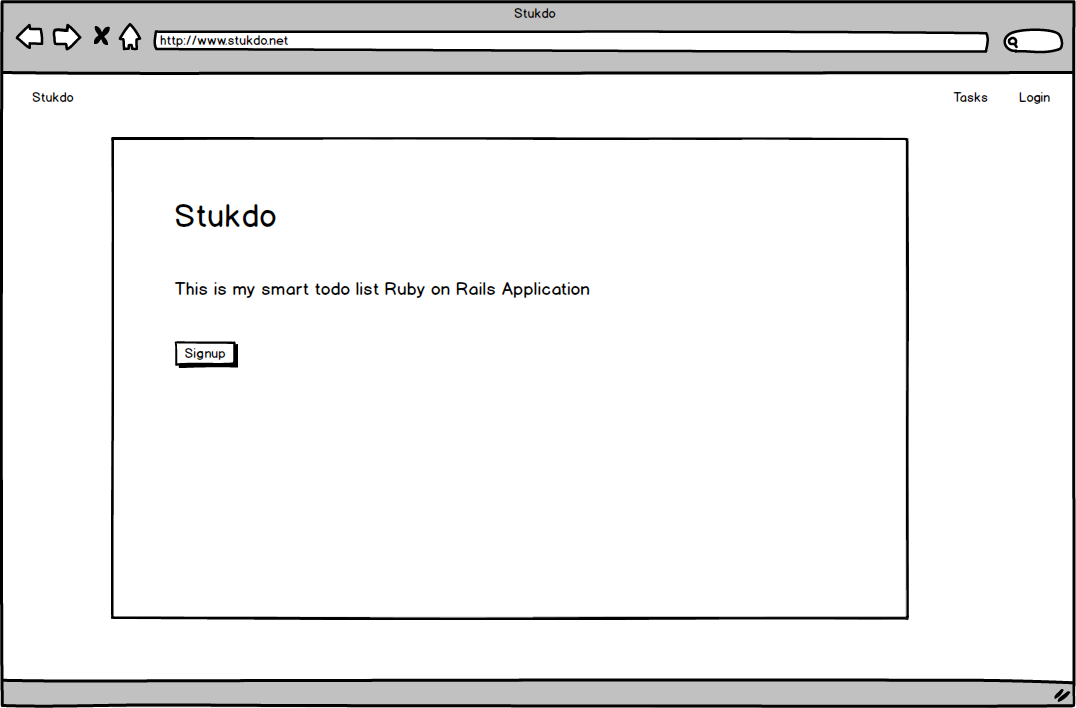 Stukdo
http://www.stukdo.net
Stukdo Tasks Login
Stukdo
This is my smart todo list Ruby on Rails Application
Signup